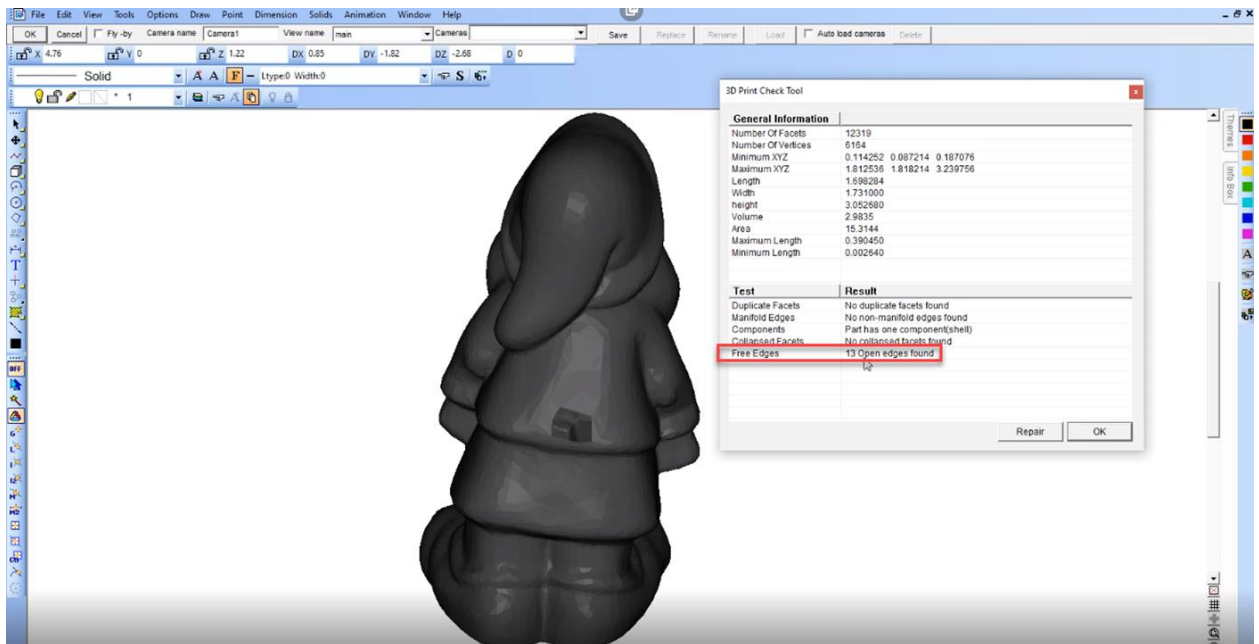 File Edit View Tools Options Draw Point Dimension Solids Animation Window Help
OK Cancel Fly -by Camera name Camera1 View name main Cameras Save Replace Rename Load Auto load cameras Delete
X 4.76 Y 0 Z 1.22 DX 0.85 DY -1.82 DZ -2.68 D 0
Solid A A F Ltype:0 Width:0 S
* 1
3D Print Check Tool
General Information
Number Of Facets 12319
Number Of Vertices 6164
Minimum XYZ 0.114252 0.087214 0.187076
Maximum XYZ 1.812536 1.818214 3.239756
Length 1.698284
Width 1.731000
height 3.052680
Volume 2.9835
Area 15.3144
Maximum Length 0.390450
Minimum Length 0.002640
Test Result
Duplicate Facets No duplicate facets found
Manifold Edges No non-manifold edges found
Components Part has one component(shell)
Collapsed Facets No collapsed facets found
Free Edges 13 Open edges found
Repair OK
Themes
Info Box
T
OFF
A